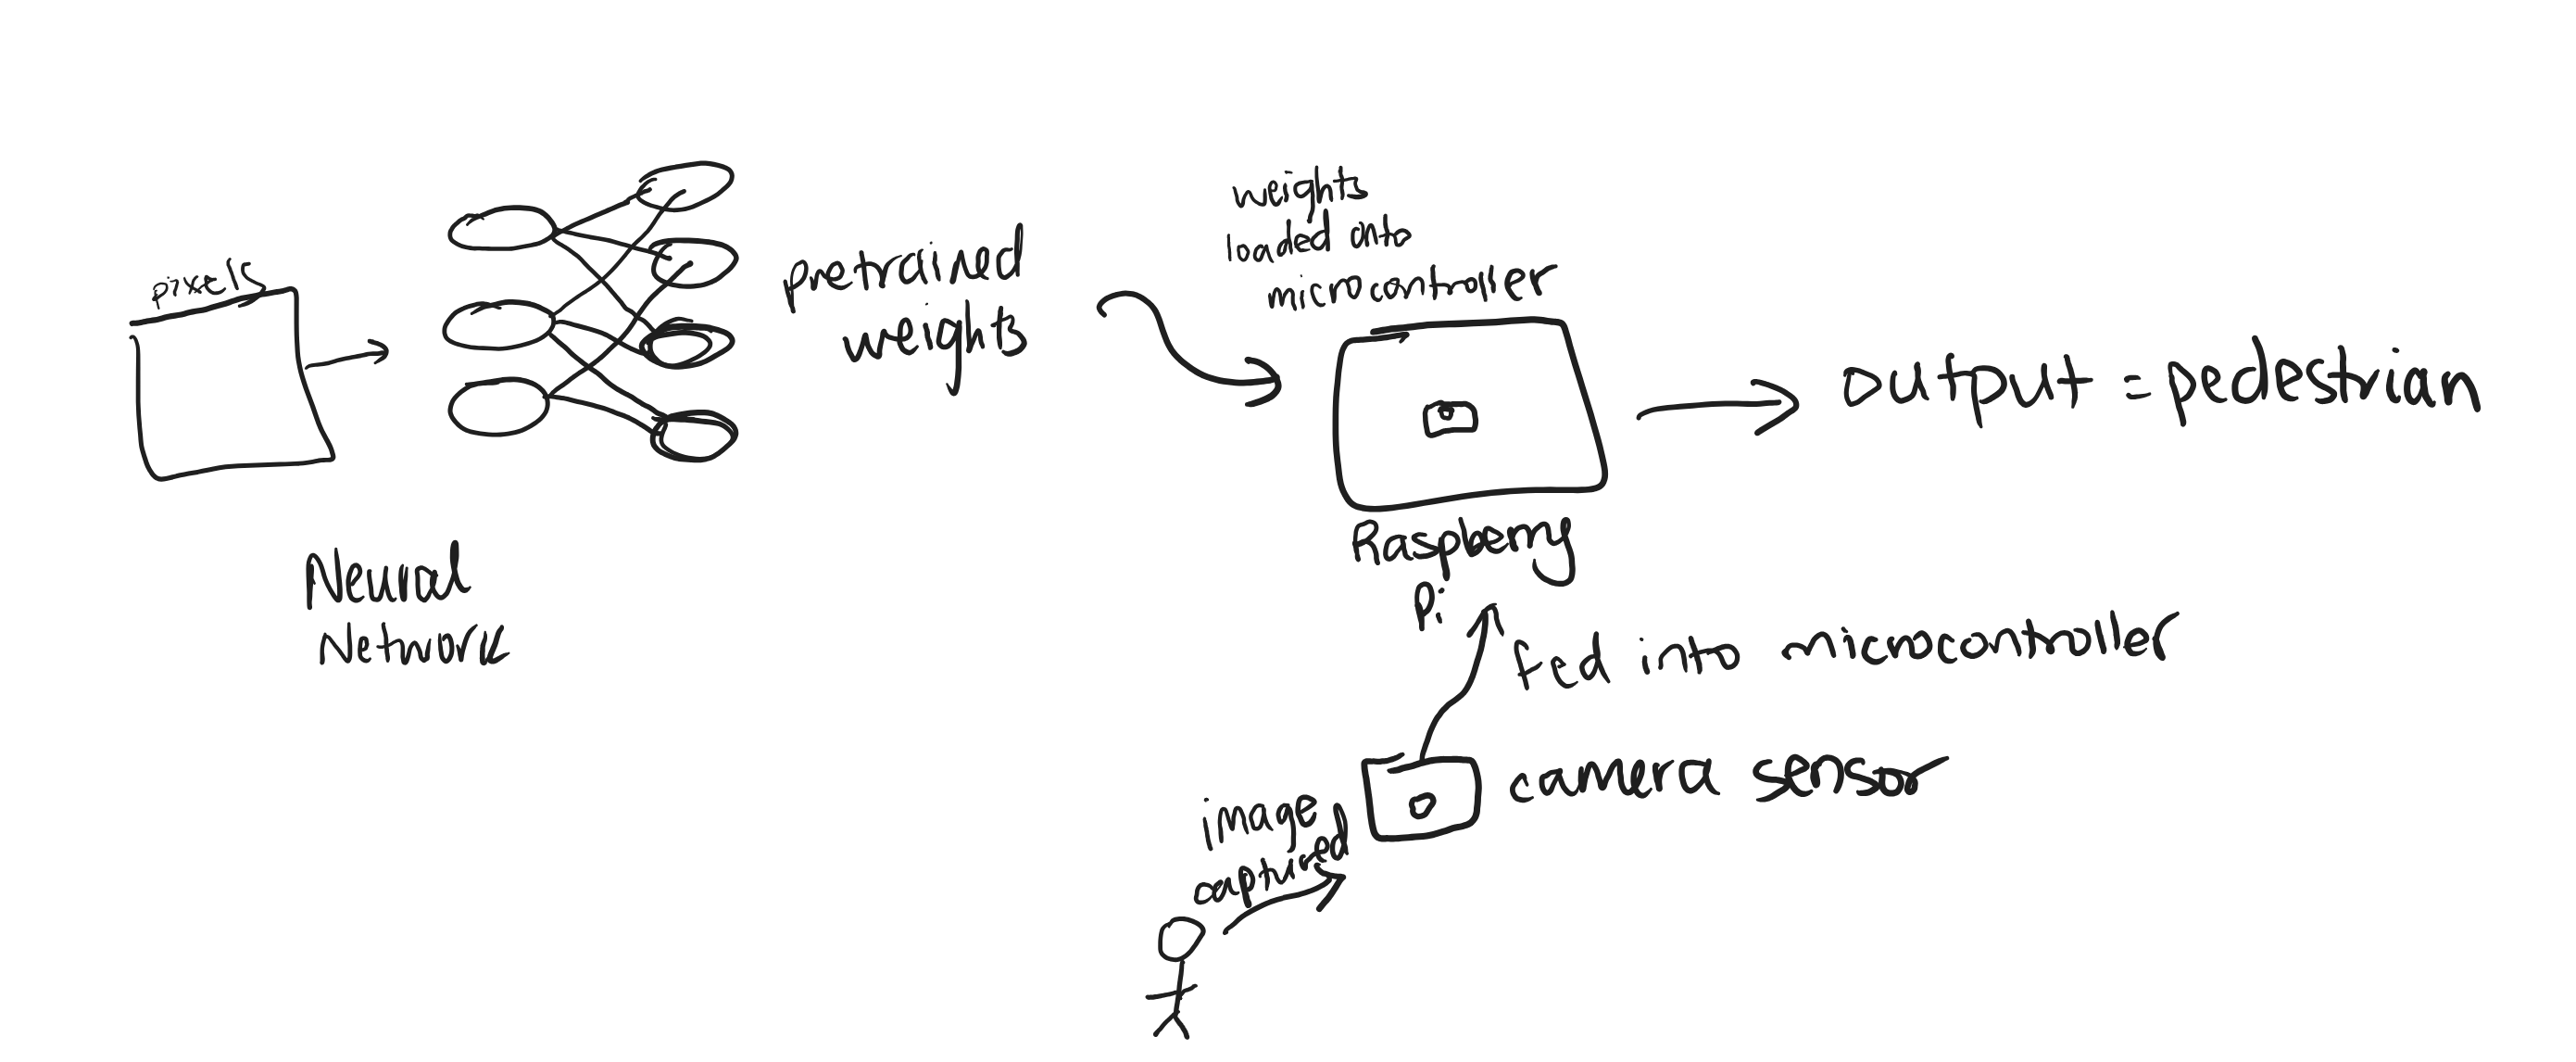 pixels
Neural
Network
pretrained
weights
weights
loaded onto
microcontroller
Raspberry
Pi
output = pedestrian
fed into microcontroller
camera sensor
image
captured